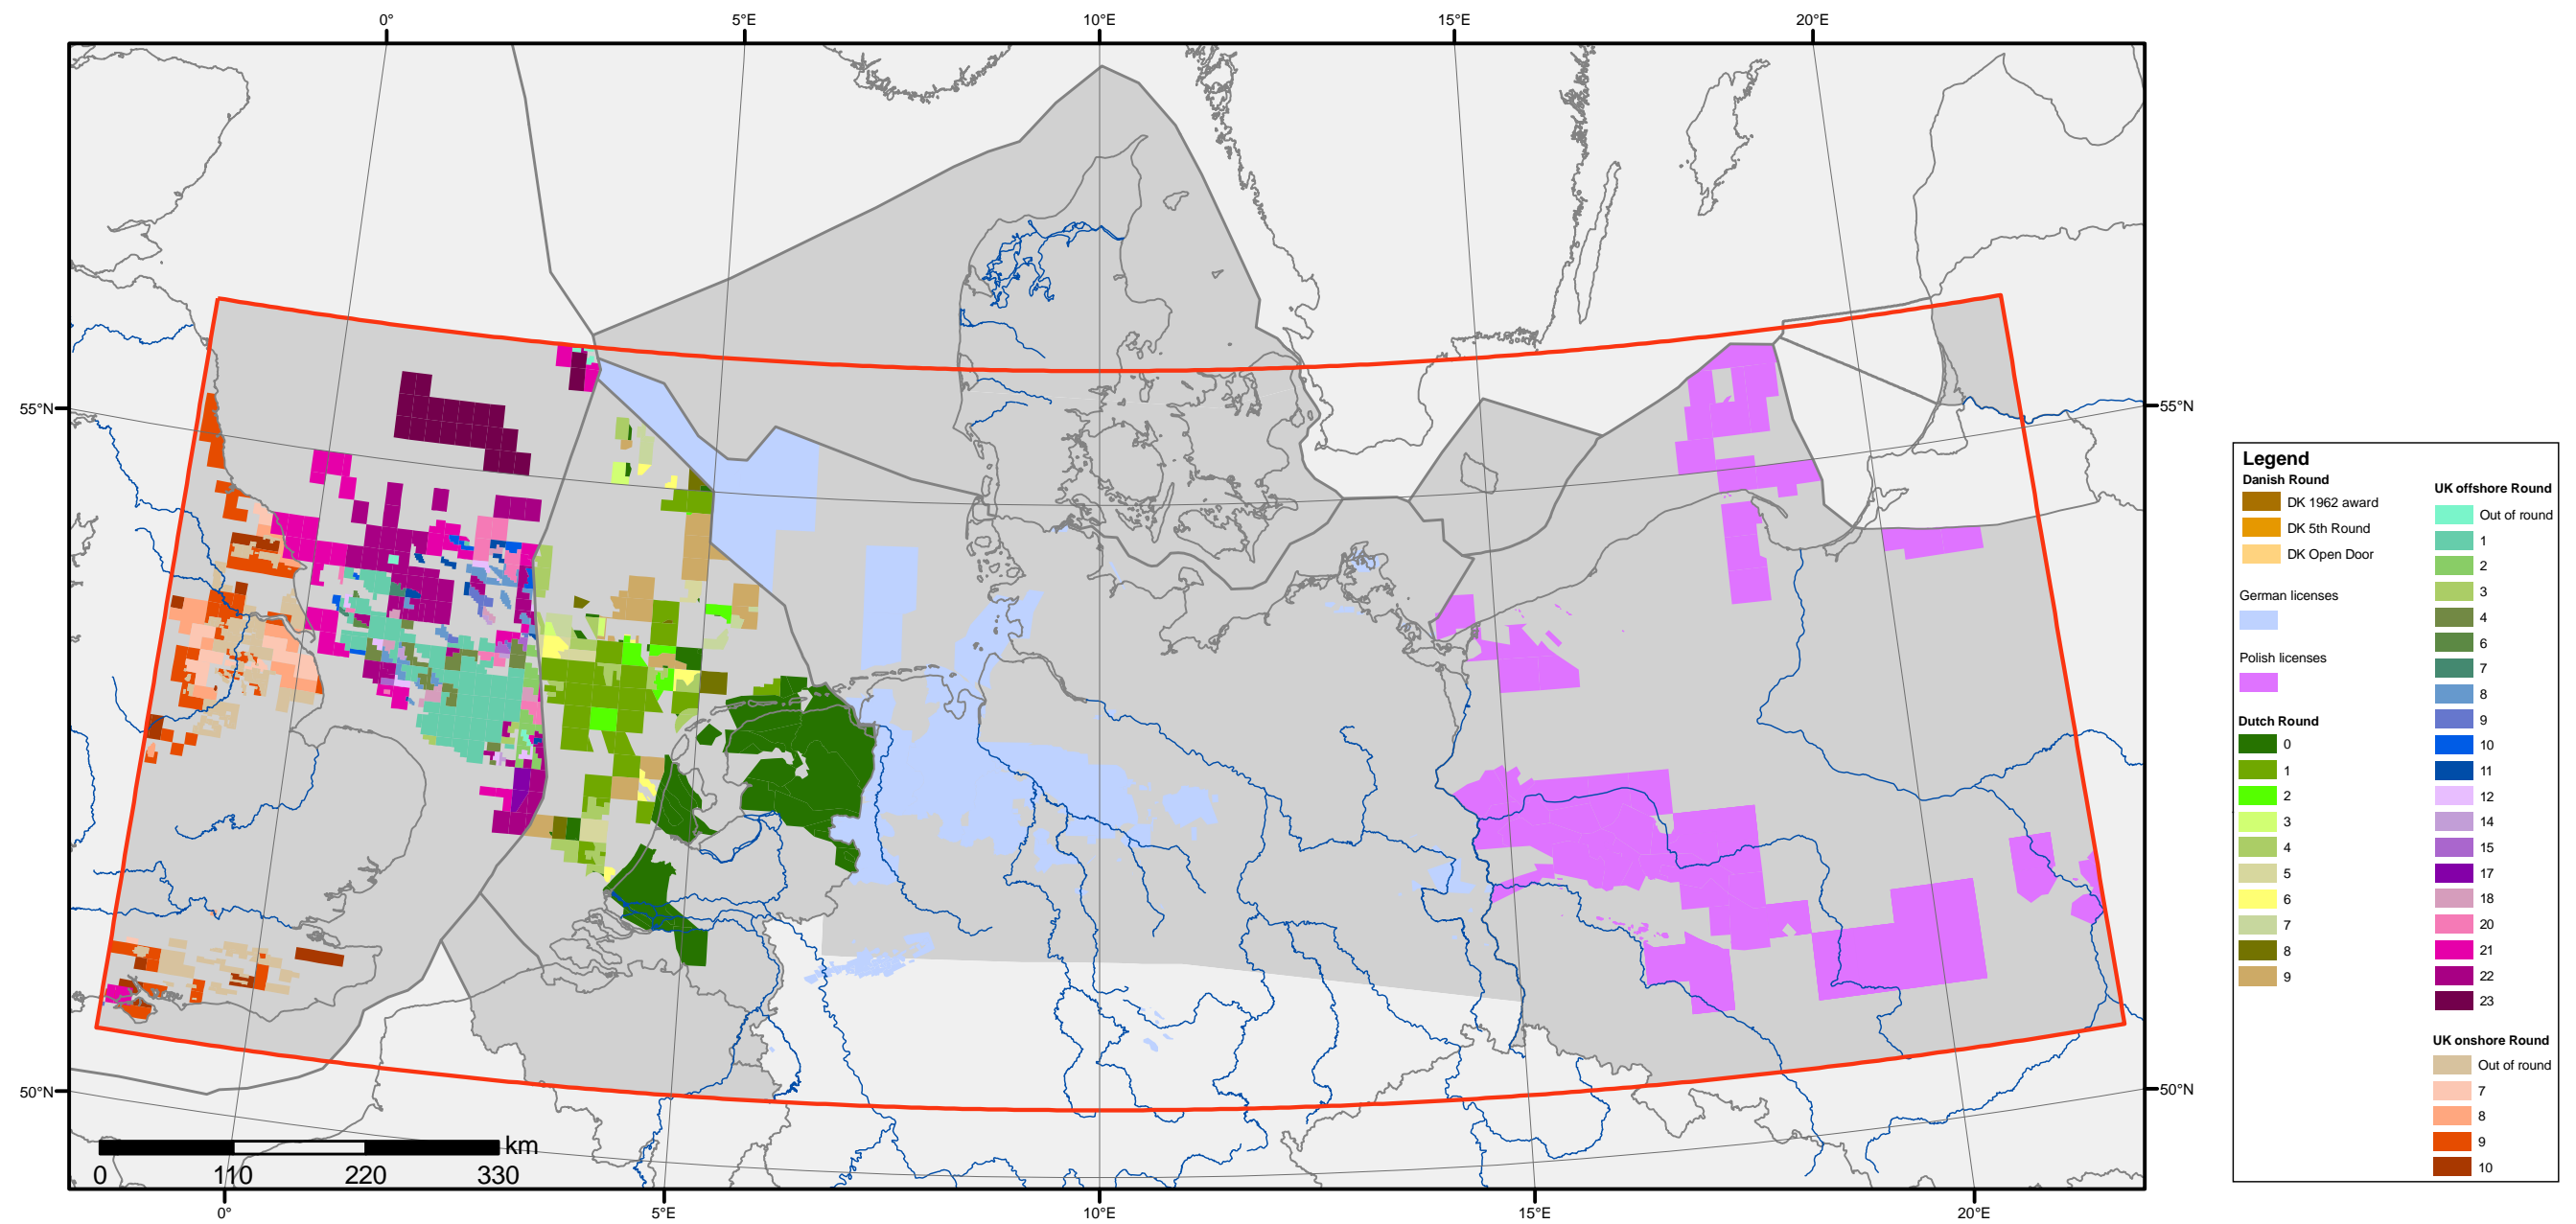 0°
5°E
10°E
15°E
20°E
55°N
55°N
50°N
50°N
km
0
110
220
330
0°
5°E
10°E
15°E
20°E
Legend
Danish Round
DK 1962 award
DK 5th Round
DK Open Door
German licenses
Polish licenses
Dutch Round
0
1
2
3
4
5
6
7
8
9
UK offshore Round
Out of round
1
2
3
4
6
7
8
9
10
11
12
14
15
17
18
20
21
22
23
UK onshore Round
Out of round
7
8
9
10